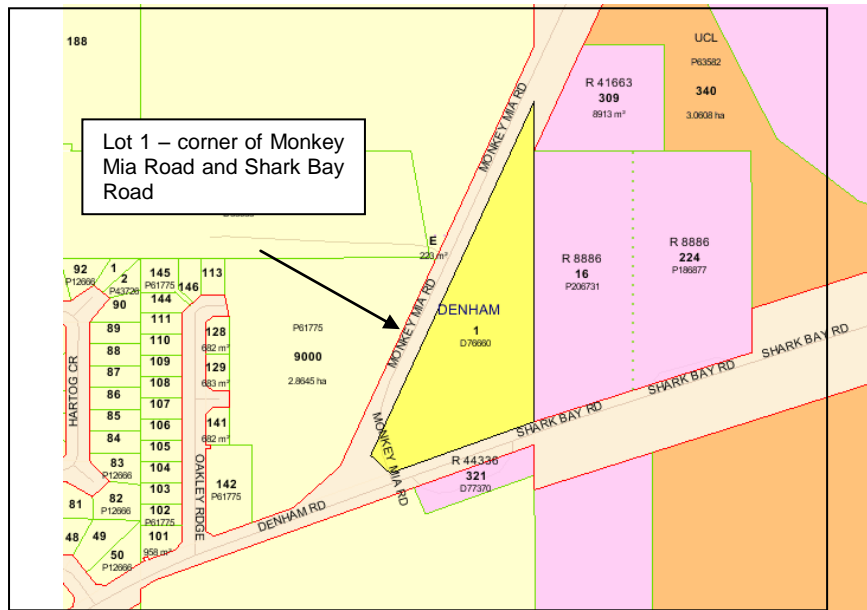 188
UCL
P63582
340
3.0608 ha
R 41663
309
8913 m²
MONKEY MIA RD
Lot 1 – corner of Monkey
Mia Road and Shark Bay
Road
E
223 m²
R 8886
16
P206731
R 8886
224
P186877
92
P12666
1
2
P43726
145
P61775
146
113
144
90
111
89
110
88
109
87
108
86
107
85
106
84
105
83
P12666
104
82
P12666
103
81
102
P61775
48
49
101
958 m²
50
P12666
HARTOG CR
OAKLEY RDGE
128
682 m²
129
683 m²
141
682 m²
142
P61775
P61775
9000
2.8645 ha
MONKEY MIA RD
DENHAM
1
D76660
MONKEY MIA RD
SHARK BAY RD
SHARK BAY RD
SHARK BAY RD
R 44336
321
D77370
DENHAM RD